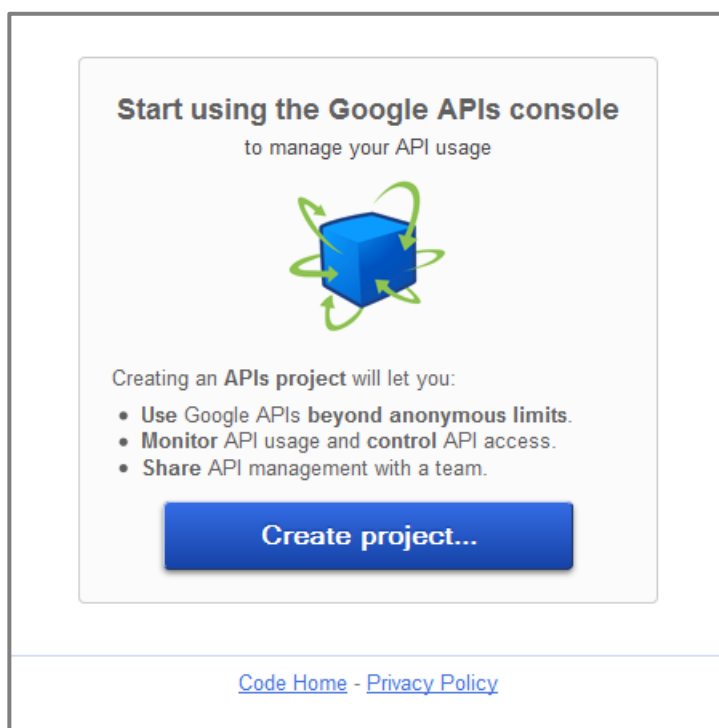 Start using the Google APIs console
to manage your API usage
Creating an APIs project will let you:
• Use Google APIs beyond anonymous limits.
• Monitor API usage and control API access.
• Share API management with a team.
Create project...
Code Home - Privacy Policy